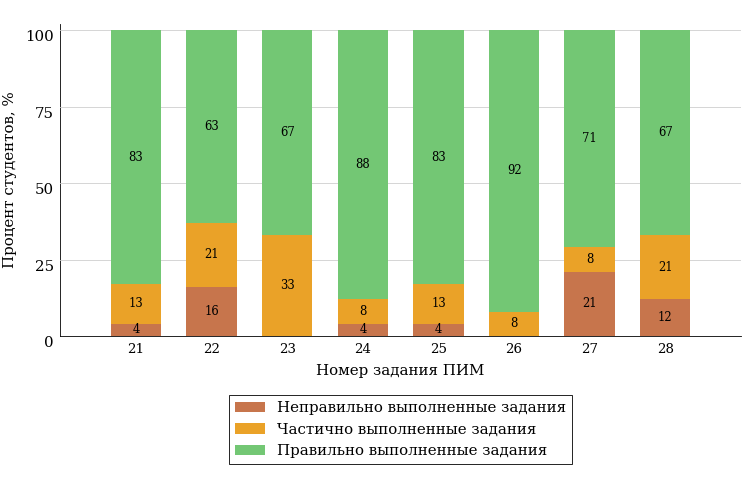 Процент студентов, %
100
75
50
25
0
83 63 67 88 83 92 71 67
13 21 33 8 13 8 8 21
4 16 4 4 21 12
21 22 23 24 25 26 27 28
Номер задания ПИМ
Неправильно выполненные задания
Частично выполненные задания
Правильно выполненные задания